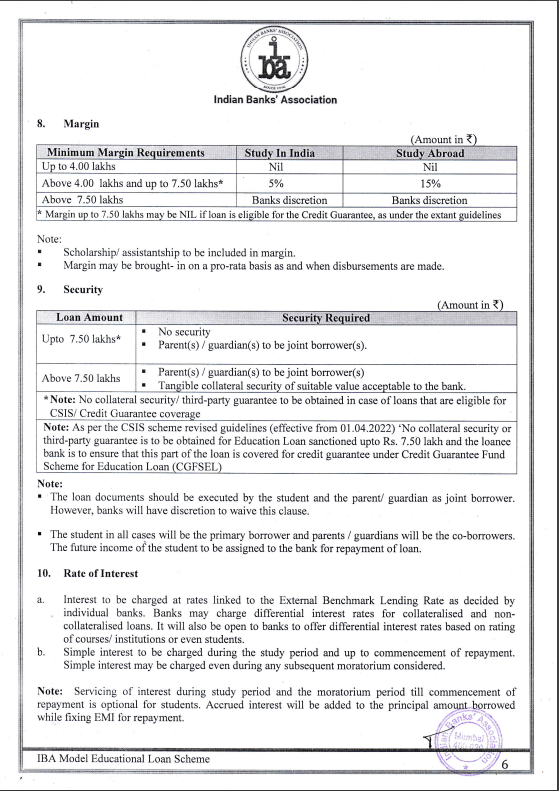 INDIAN BANKS' ASSOCIATION
iba
Indian Banks' Association
8. Margin
(Amount in ₹)
Minimum Margin Requirements Study In India Study Abroad
Up to 4.00 lakhs Nil Nil
Above 4.00 lakhs and up to 7.50 lakhs* 5% 15%
Above 7.50 lakhs Banks discretion Banks discretion
* Margin up to 7.50 lakhs may be NIL if loan is eligible for the Credit Guarantee, as under the extant guidelines
Note:
▪ Scholarship/ assistantship to be included in margin.
▪ Margin may be brought- in on a pro-rata basis as and when disbursements are made.
9. Security
(Amount in ₹)
Loan Amount Security Required
Upto 7.50 lakhs* ▪ No security
▪ Parent(s) / guardian(s) to be joint borrower(s).
Above 7.50 lakhs ▪ Parent(s) / guardian(s) to be joint borrower(s)
▪ Tangible collateral security of suitable value acceptable to the bank.
*Note: No collateral security/ third-party guarantee to be obtained in case of loans that are eligible for
CSIS/ Credit Guarantee coverage
Note: As per the CSIS scheme revised guidelines (effective from 01.04.2022) ‘No collateral security or
third-party guarantee is to be obtained for Education Loan sanctioned upto Rs. 7.50 lakh and the loanee
bank is to ensure that this part of the loan is covered for credit guarantee under Credit Guarantee Fund
Scheme for Education Loan (CGFSEL)
Note:
▪ The loan documents should be executed by the student and the parent/ guardian as joint borrower.
However, banks will have discretion to waive this clause.
▪ The student in all cases will be the primary borrower and parents / guardians will be the co-borrowers.
The future income of the student to be assigned to the bank for repayment of loan.
10. Rate of Interest
a. Interest to be charged at rates linked to the External Benchmark Lending Rate as decided by
individual banks. Banks may charge differential interest rates for collateralised and non-
collateralised loans. It will also be open to banks to offer differential interest rates based on rating
of courses/ institutions or even students.
b. Simple interest to be charged during the study period and up to commencement of repayment.
Simple interest may be charged even during any subsequent moratorium considered.
Note: Servicing of interest during study period and the moratorium period till commencement of
repayment is optional for students. Accrued interest will be added to the principal amount borrowed
while fixing EMI for repayment.
Indian Banks' Association
Mumbai
IBA Model Educational Loan Scheme 6